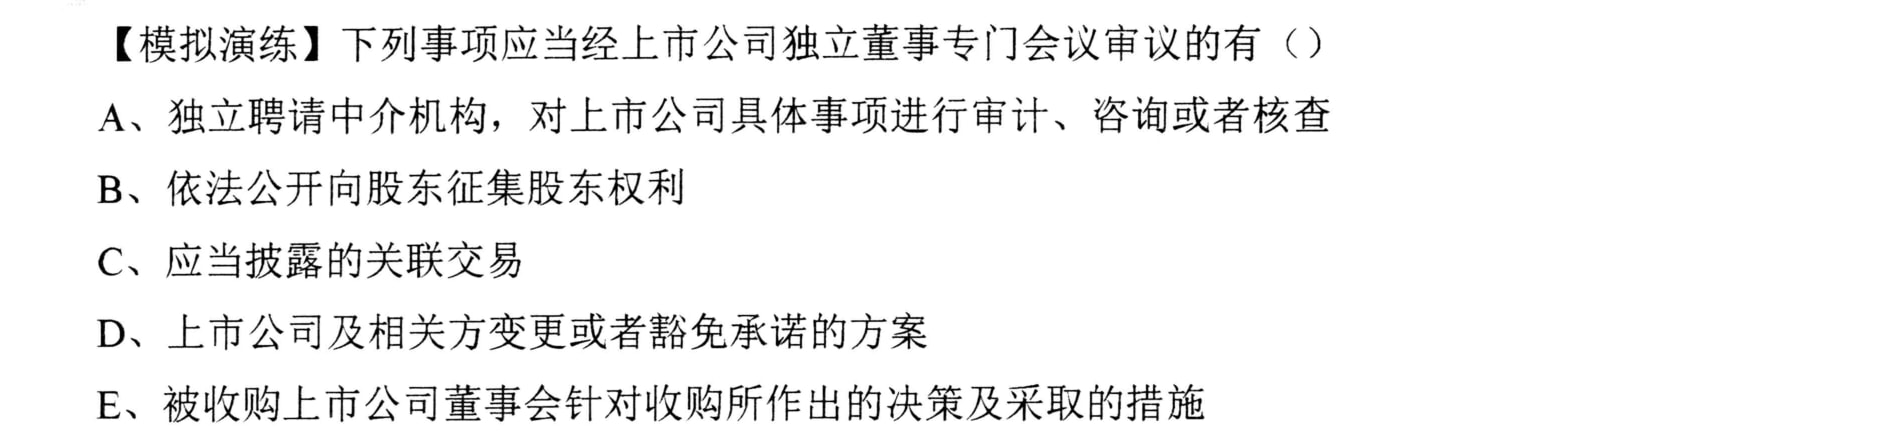 【模拟演练】下列事项应当经上市公司独立董事专门会议审议的有（）
A、独立聘请中介机构，对上市公司具体事项进行审计、咨询或者核查
B、依法公开向股东征集股东权利
C、应当披露的关联交易
D、上市公司及相关方变更或者豁免承诺的方案
E、被收购上市公司董事会针对收购所作出的决策及采取的措施